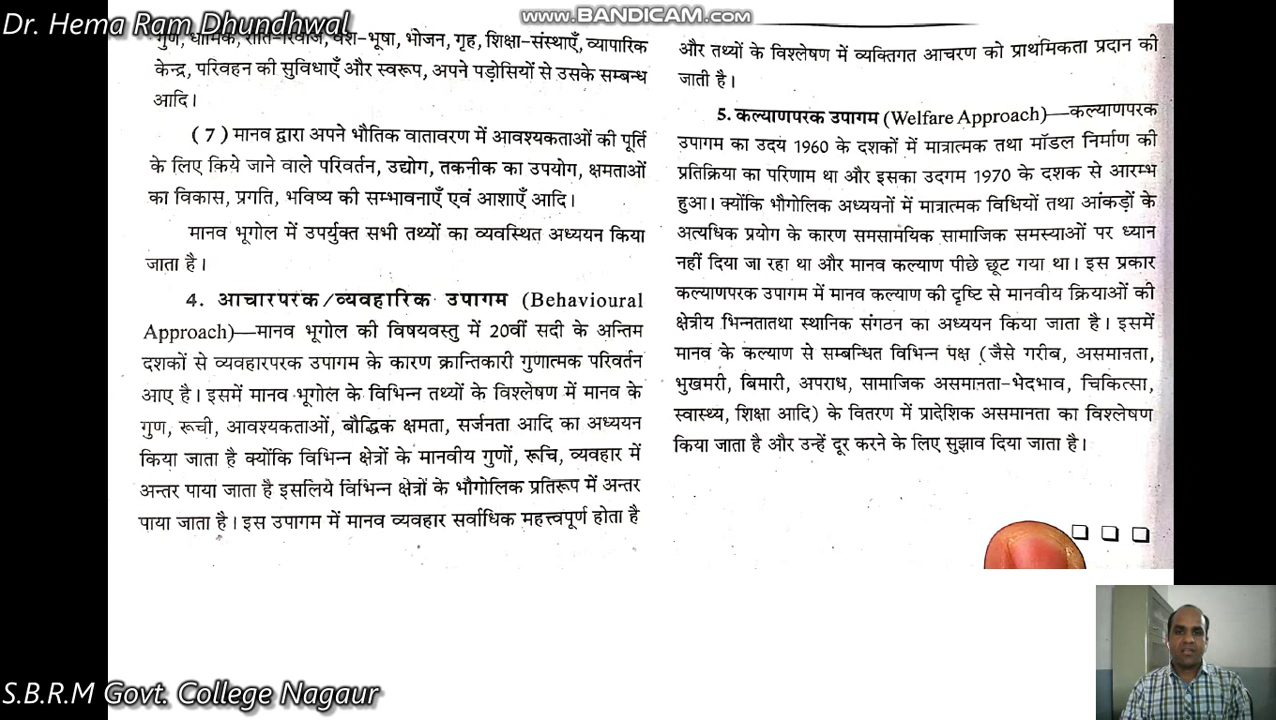 Dr. Hema Ram Dhundhwal
www.BANDICAM.com
गुण, धार्मिक, रीति-रिवाज, वेश-भूषा, भोजन, गृह, शिक्षा-संस्थाएँ, व्यापारिक
केन्द्र, परिवहन की सुविधाएँ और स्वरूप, अपने पड़ोसियों से उसके सम्बन्ध
आदि।
(7) मानव द्वारा अपने भौतिक वातावरण में आवश्यकताओं की पूर्ति
के लिए किये जाने वाले परिवर्तन, उद्योग, तकनीक का उपयोग, क्षमताओं
का विकास, प्रगति, भविष्य की सम्भावनाएँ एवं आशाएँ आदि।
मानव भूगोल में उपर्युक्त सभी तथ्यों का व्यवस्थित अध्ययन किया
जाता है।
4. आचारपरक/व्यवहारिक उपागम (Behavioural
Approach)—मानव भूगोल की विषयवस्तु में 20वीं सदी के अन्तिम
दशकों से व्यवहारपरक उपागम के कारण क्रान्तिकारी गुणात्मक परिवर्तन
आए है। इसमें मानव भूगोल के विभिन्न तथ्यों के विश्लेषण में मानव के
गुण, रूची, आवश्यकताओं, बौद्धिक क्षमता, सर्जनता आदि का अध्ययन
किया जाता है क्योंकि विभिन्न क्षेत्रों के मानवीय गुणों, रूचि, व्यवहार में
अन्तर पाया जाता है इसलिये विभिन्न क्षेत्रों के भौगोलिक प्रतिरूप में अन्तर
पाया जाता है। इस उपागम में मानव व्यवहार सर्वाधिक महत्त्वपूर्ण होता है
और तथ्यों के विश्लेषण में व्यक्तिगत आचरण को प्राथमिकता प्रदान की
जाती है।
5. कल्याणपरक उपागम (Welfare Approach)—कल्याणपरक
उपागम का उदय 1960 के दशकों में मात्रात्मक तथा मॉडल निर्माण की
प्रतिक्रिया का परिणाम था और इसका उदगम 1970 के दशक से आरम्भ
हुआ। क्योंकि भौगोलिक अध्ययनों में मात्रात्मक विधियों तथा आंकड़ों के
अत्यधिक प्रयोग के कारण समसामयिक सामाजिक समस्याओं पर ध्यान
नहीं दिया जा रहा था और मानव कल्याण पीछे छूट गया था। इस प्रकार
कल्याणपरक उपागम में मानव कल्याण की दृष्टि से मानवीय क्रियाओं की
क्षेत्रीय भिन्नतातथा स्थानिक संगठन का अध्ययन किया जाता है। इसमें
मानव के कल्याण से सम्बन्धित विभिन्न पक्ष (जैसे गरीब, असमानता,
भुखमरी, बिमारी, अपराध, सामाजिक असमानता-भेदभाव, चिकित्सा,
स्वास्थ्य, शिक्षा आदि) के वितरण में प्रादेशिक असमानता का विश्लेषण
किया जाता है और उन्हें दूर करने के लिए सुझाव दिया जाता है।
S.B.R.M Govt. College Nagaur